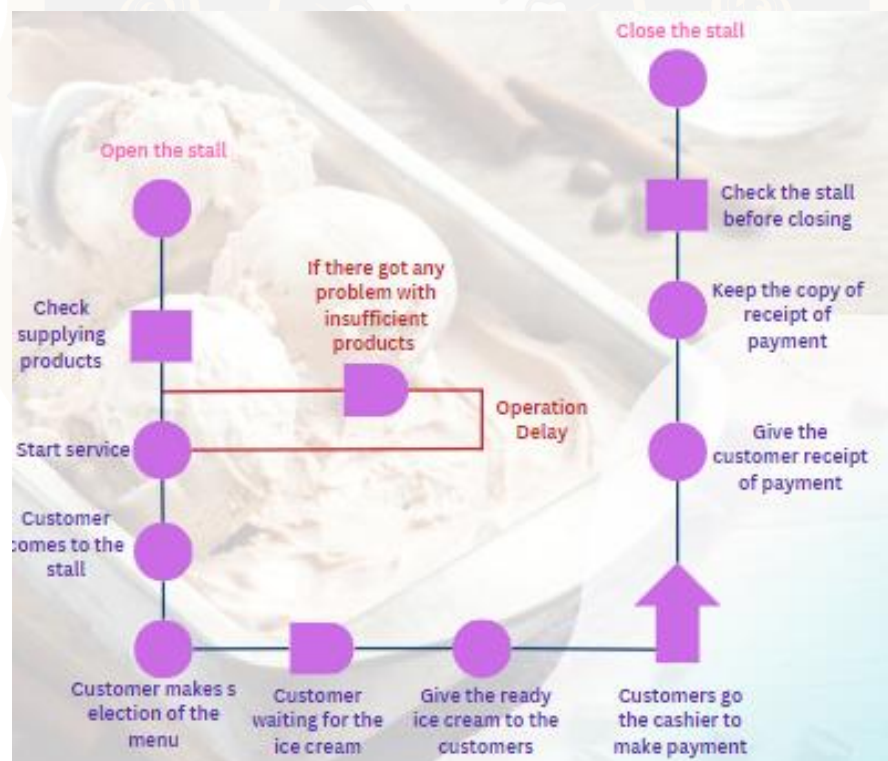 Open the stall
Check
supplying
products
If there got any
problem with
insufficient
products
Operation
Delay
Start service
Customer
comes to the
stall
Customer makes s
election of the
menu
Customer
waiting for the
ice cream
Give the ready
ice cream to the
customers
Customers go
the cashier to
make payment
Give the
customer receipt
of payment
Keep the copy of
receipt of
payment
Check the stall
before closing
Close the stall